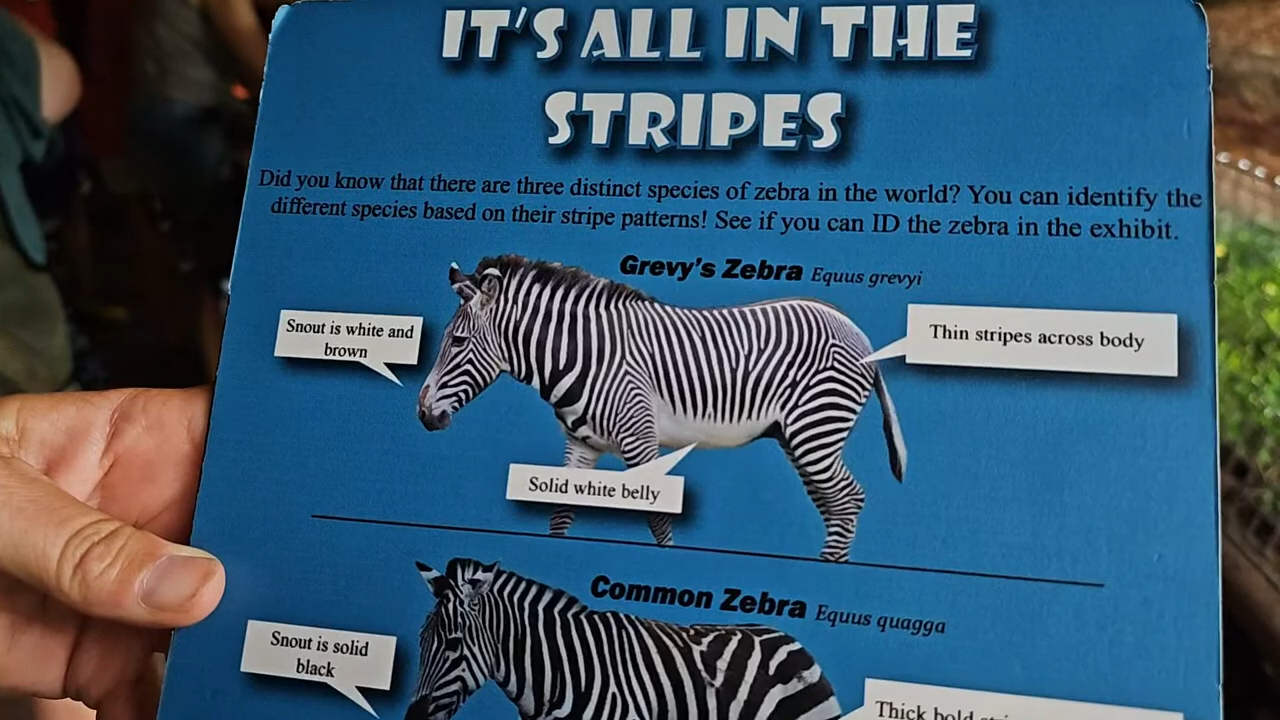 IT'S ALL IN THE
STRIPES
Did you know that there are three distinct species of zebra in the world? You can identify the
different species based on their stripe patterns! See if you can ID the zebra in the exhibit.
Grevy's Zebra Equus grevyi
Snout is white and
brown
Thin stripes across body
Solid white belly
Common Zebra Equus quagga
Snout is solid
black
Thick bold